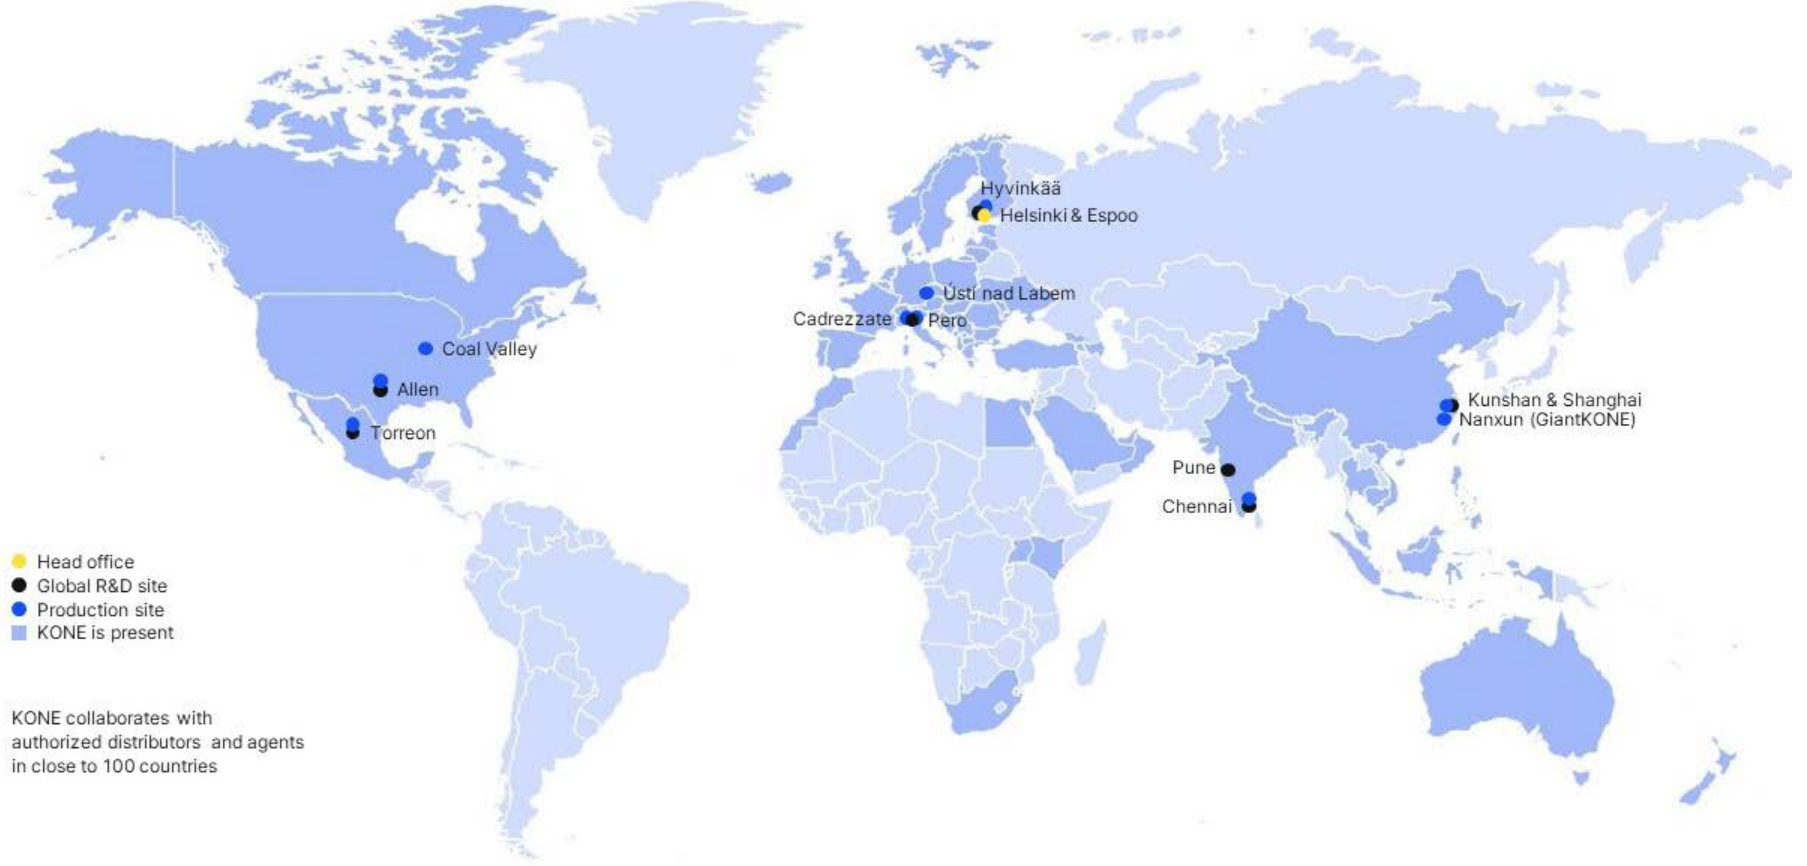 Hyvinkää
Helsinki & Espoo
Ústí nad Labem
Cadrezzate
Pero
Coal Valley
Allen
Torreon
Kunshan & Shanghai
Nanxun (GiantKONE)
Pune
Chennai
Head office
Global R&D site
Production site
KONE is present
KONE collaborates with
authorized distributors and agents
in close to 100 countries